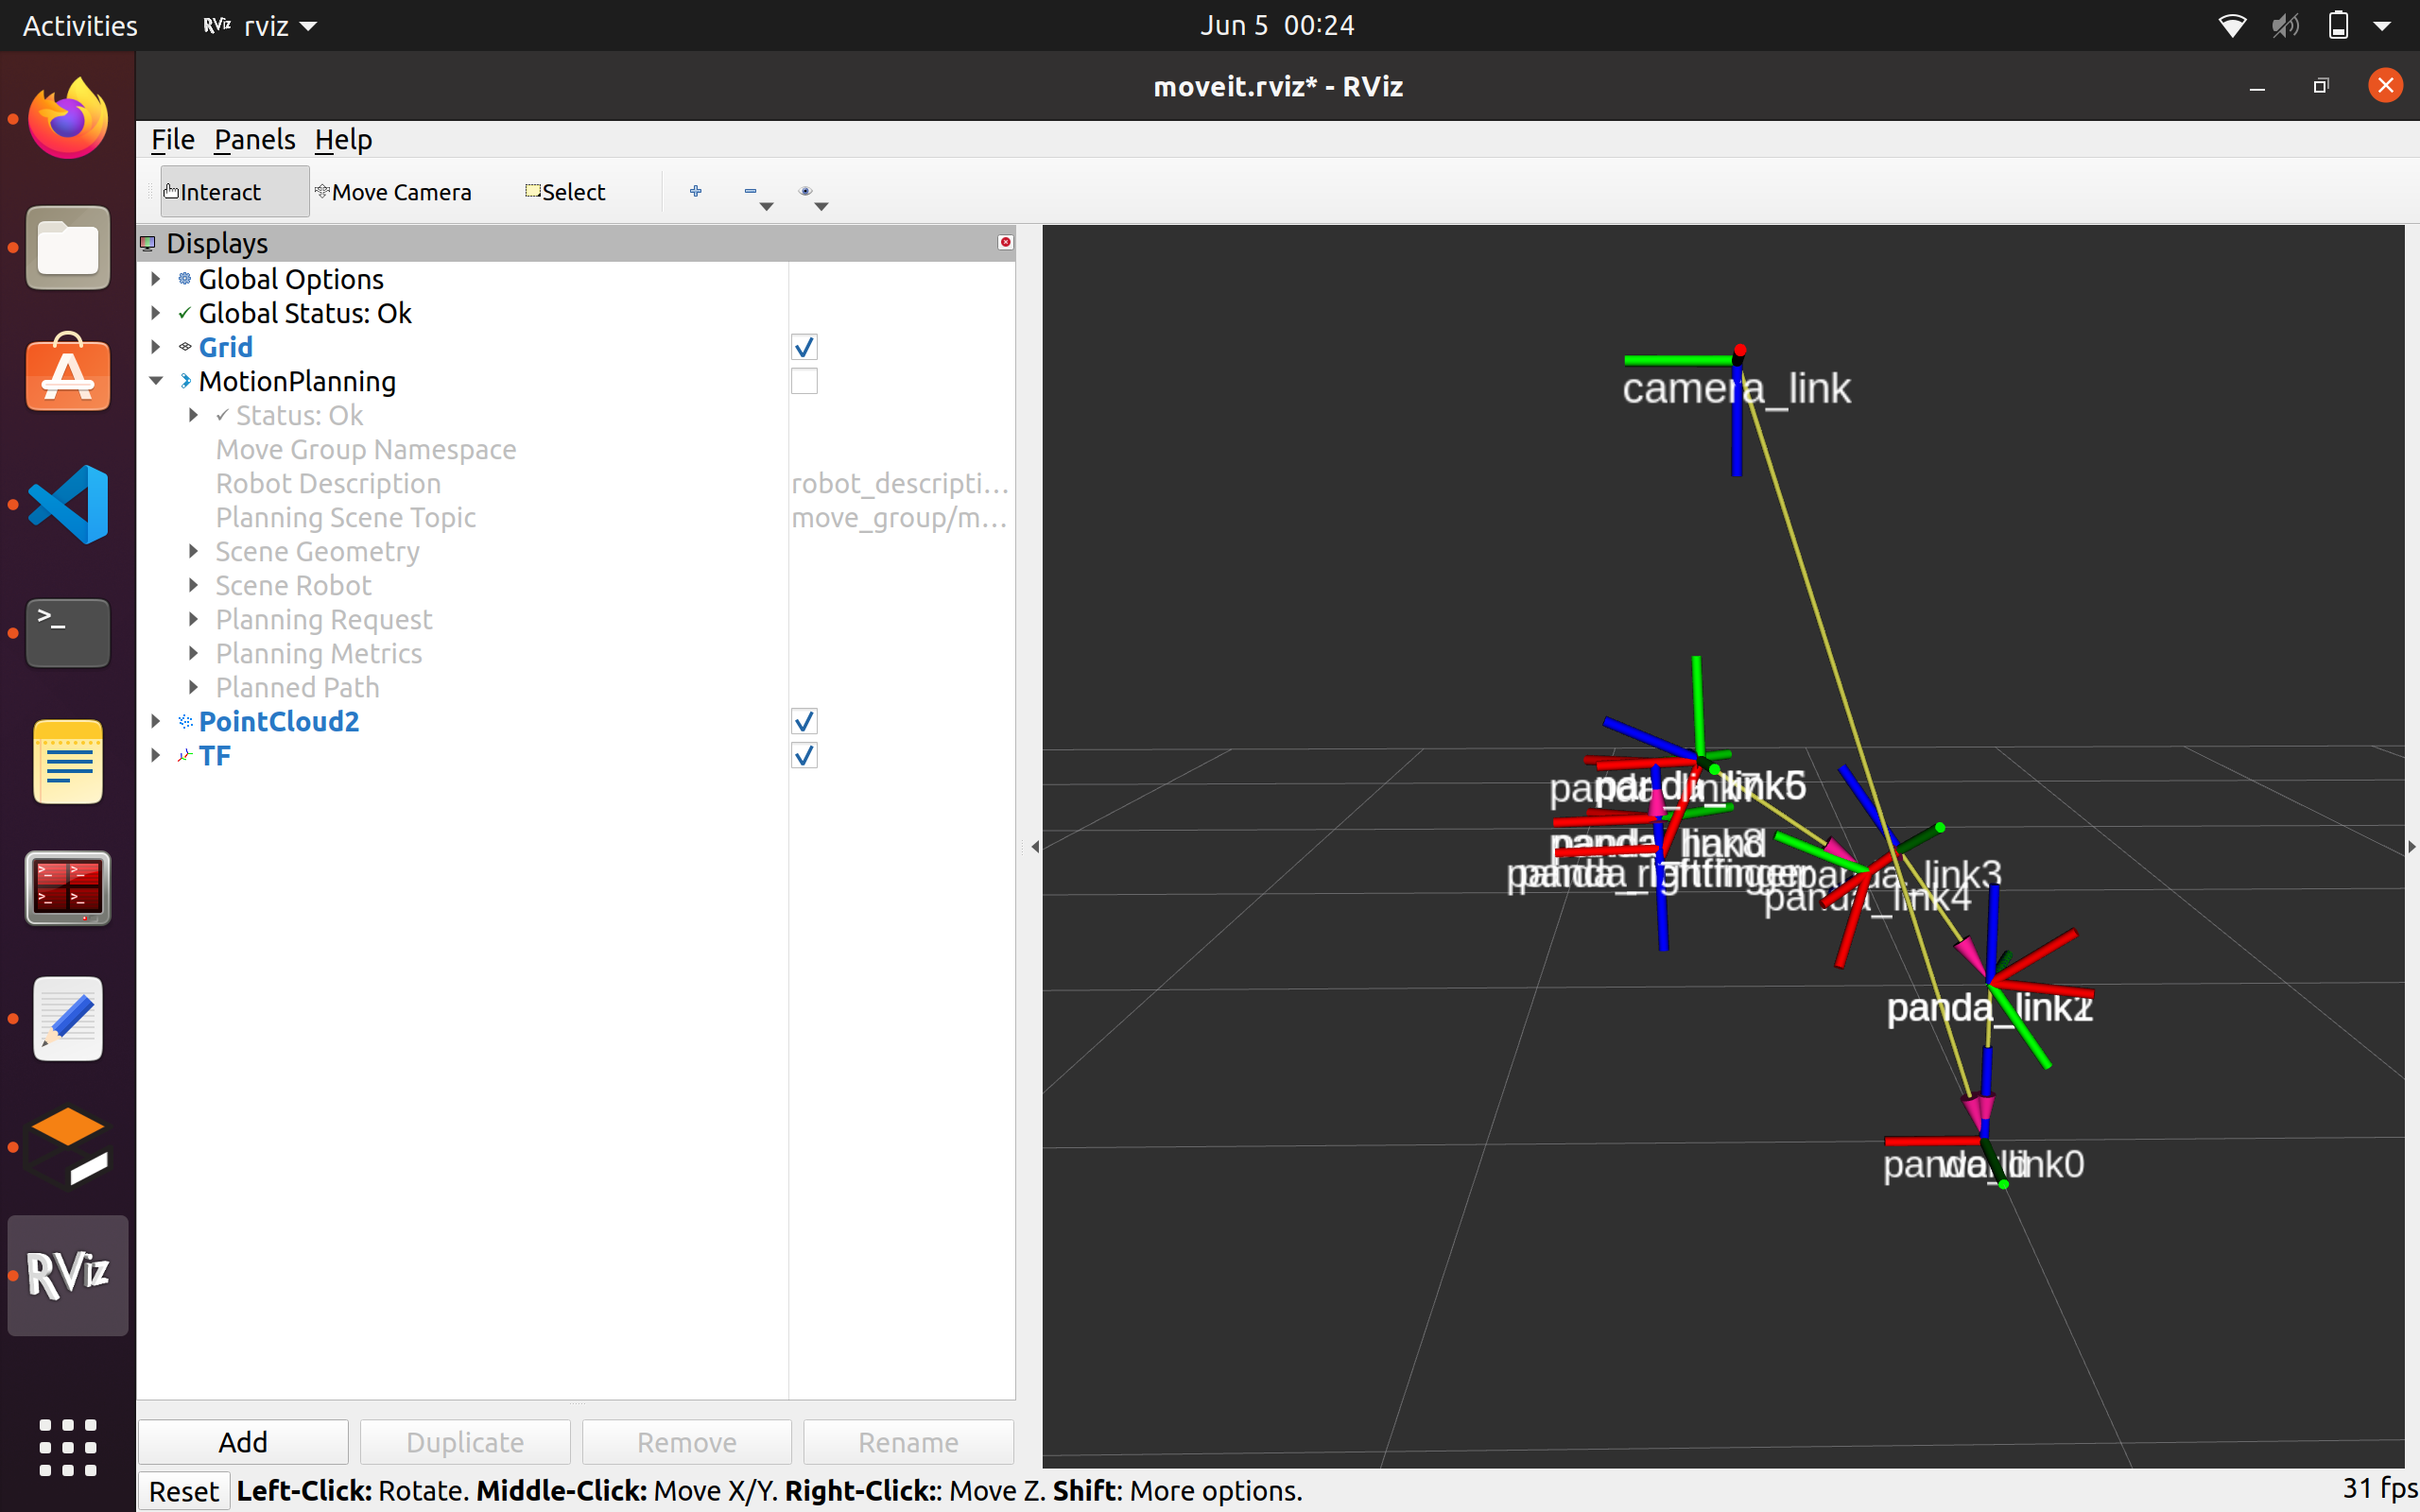 Activities
RViz rviz
Jun 5 00:24
moveit.rviz* - RViz
File Panels Help
Interact Move Camera Select
Displays
Global Options
Global Status: Ok
Grid
MotionPlanning
Status: Ok
Move Group Namespace
Robot Description robot_descripti…
Planning Scene Topic move_group/m…
Scene Geometry
Scene Robot
Planning Request
Planning Metrics
Planned Path
PointCloud2
TF
camera_link
panda_link3
panda_link4
panda_link2
panda_link0
RViz
Add Duplicate Remove Rename
Reset Left-Click: Rotate. Middle-Click: Move X/Y. Right-Click:: Move Z. Shift: More options.
31 fps